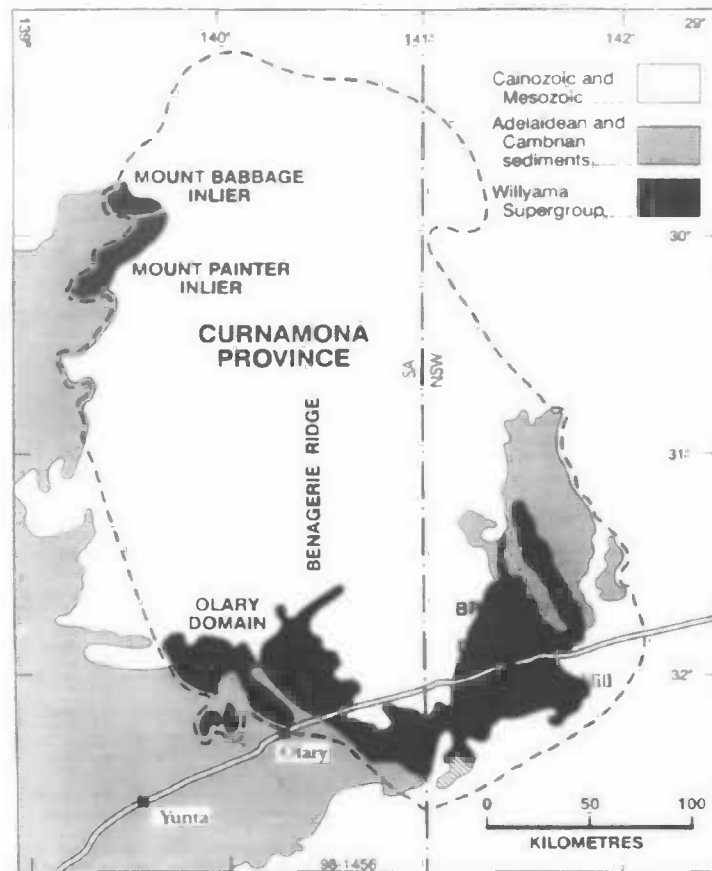 139°
140°
141°
142°
29°
Cainozoic and
Mesozoic
Adelaidean and
Cambrian
sediments
Willyama
Supergroup
MOUNT BABBAGE
INLIER
30°
MOUNT PAINTER
INLIER
CURNAMONA
PROVINCE
SA
NSW
BENAGERIE RIDGE
31°
OLARY
DOMAIN
32°
Olary
Yunta
0
50
100
KILOMETRES
98-1456